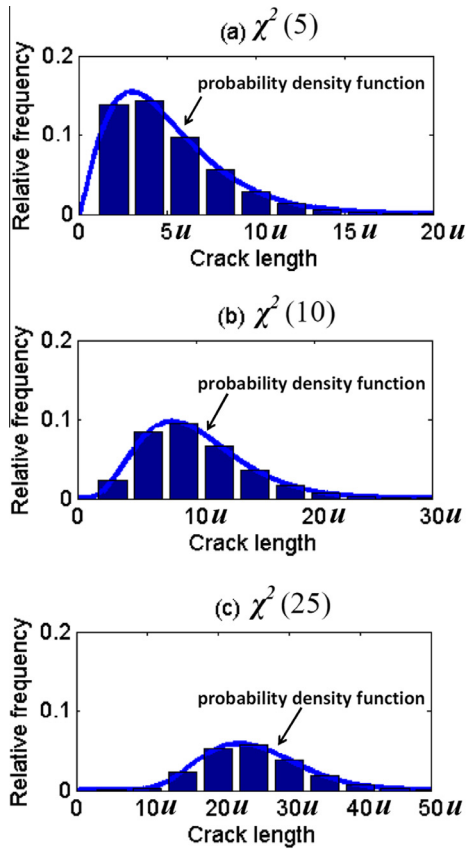 (a) χ² (5)
0.2
probability density function
0.1
Relative frequency
0
0 5u 10u 15u 20u
Crack length
(b) χ² (10)
0.2
probability density function
0.1
Relative frequency
0
0 10u 20u 30u
Crack length
(c) χ² (25)
0.2
probability density function
0.1
Relative frequency
0
0 10u 20u 30u 40u 50u
Crack length